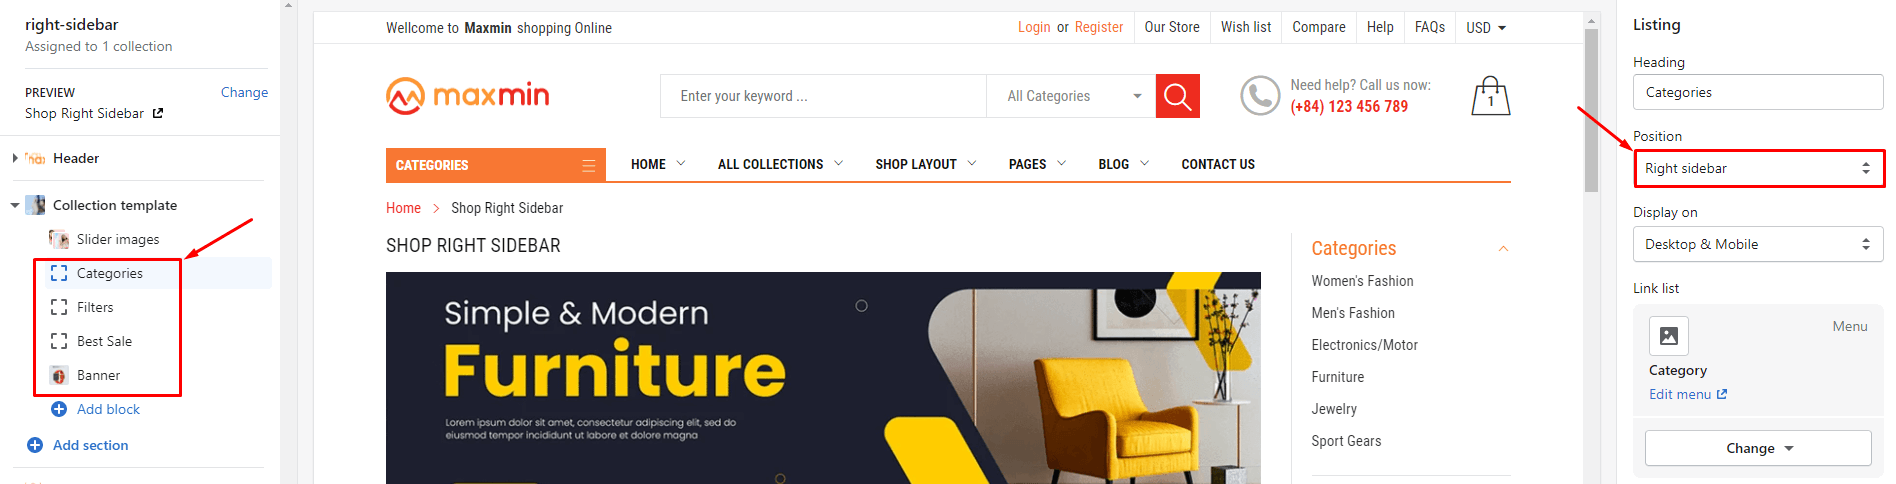 right-sidebar
Assigned to 1 collection
PREVIEW
Change
Shop Right Sidebar
Header
Collection template
Slider images
Categories
Filters
Best Sale
Banner
Add block
Add section
Wellcome to Maxmin shopping Online
Login or Register
Our Store
Wish list
Compare
Help
FAQs
USD
maxmin
Enter your keyword ...
All Categories
Need help? Call us now:
(+84) 123 456 789
1
CATEGORIES
HOME
ALL COLLECTIONS
SHOP LAYOUT
PAGES
BLOG
CONTACT US
Home > Shop Right Sidebar
SHOP RIGHT SIDEBAR
Simple & Modern
Furniture
Lorem ipsum dolor sit amet, consectetur adipiscing elit, sed do
eiusmod tempor incididunt ut labore et dolore magna
Categories
Women's Fashion
Men's Fashion
Electronics/Motor
Furniture
Jewelry
Sport Gears
Listing
Heading
Categories
Position
Right sidebar
Display on
Desktop & Mobile
Link list
Menu
Category
Edit menu
Change